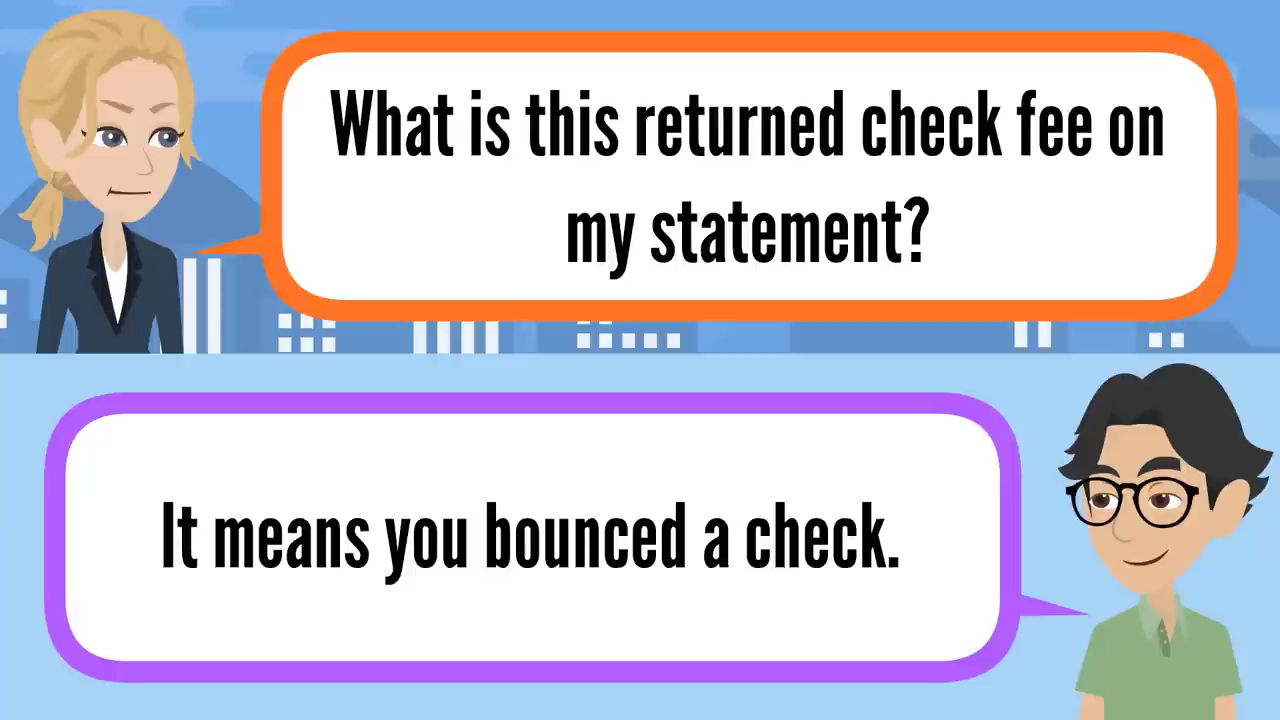 What is this returned check fee on
my statement?
It means you bounced a check.